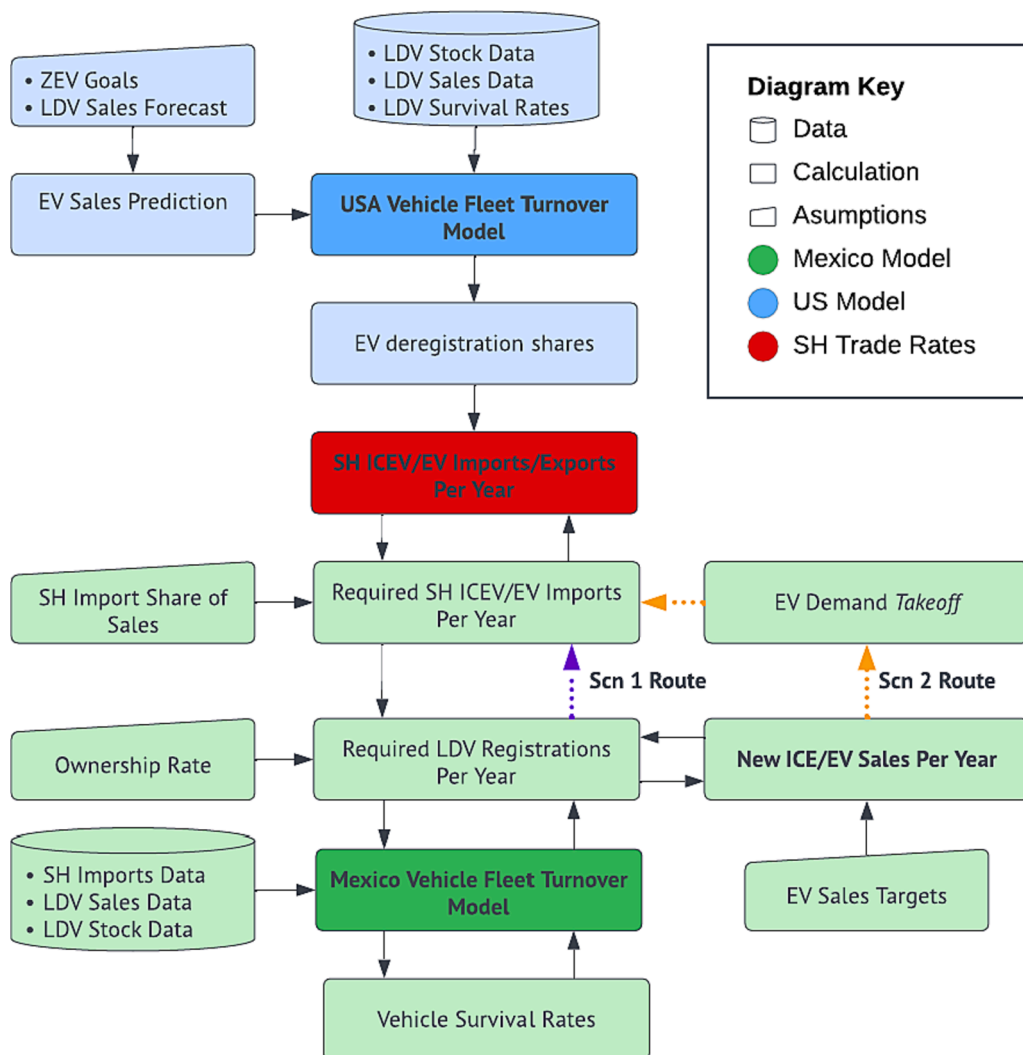 • ZEV Goals
• LDV Sales Forecast
• LDV Stock Data
• LDV Sales Data
• LDV Survival Rates
Diagram Key
Data
Calculation
Asumptions
Mexico Model
US Model
SH Trade Rates
EV Sales Prediction
USA Vehicle Fleet Turnover
Model
EV deregistration shares
SH ICEV/EV Imports/Exports
Per Year
SH Import Share of
Sales
Required SH ICEV/EV Imports
Per Year
EV Demand Takeoff
Scn 1 Route
Scn 2 Route
Ownership Rate
Required LDV Registrations
Per Year
New ICE/EV Sales Per Year
• SH Imports Data
• LDV Sales Data
• LDV Stock Data
Mexico Vehicle Fleet Turnover
Model
EV Sales Targets
Vehicle Survival Rates